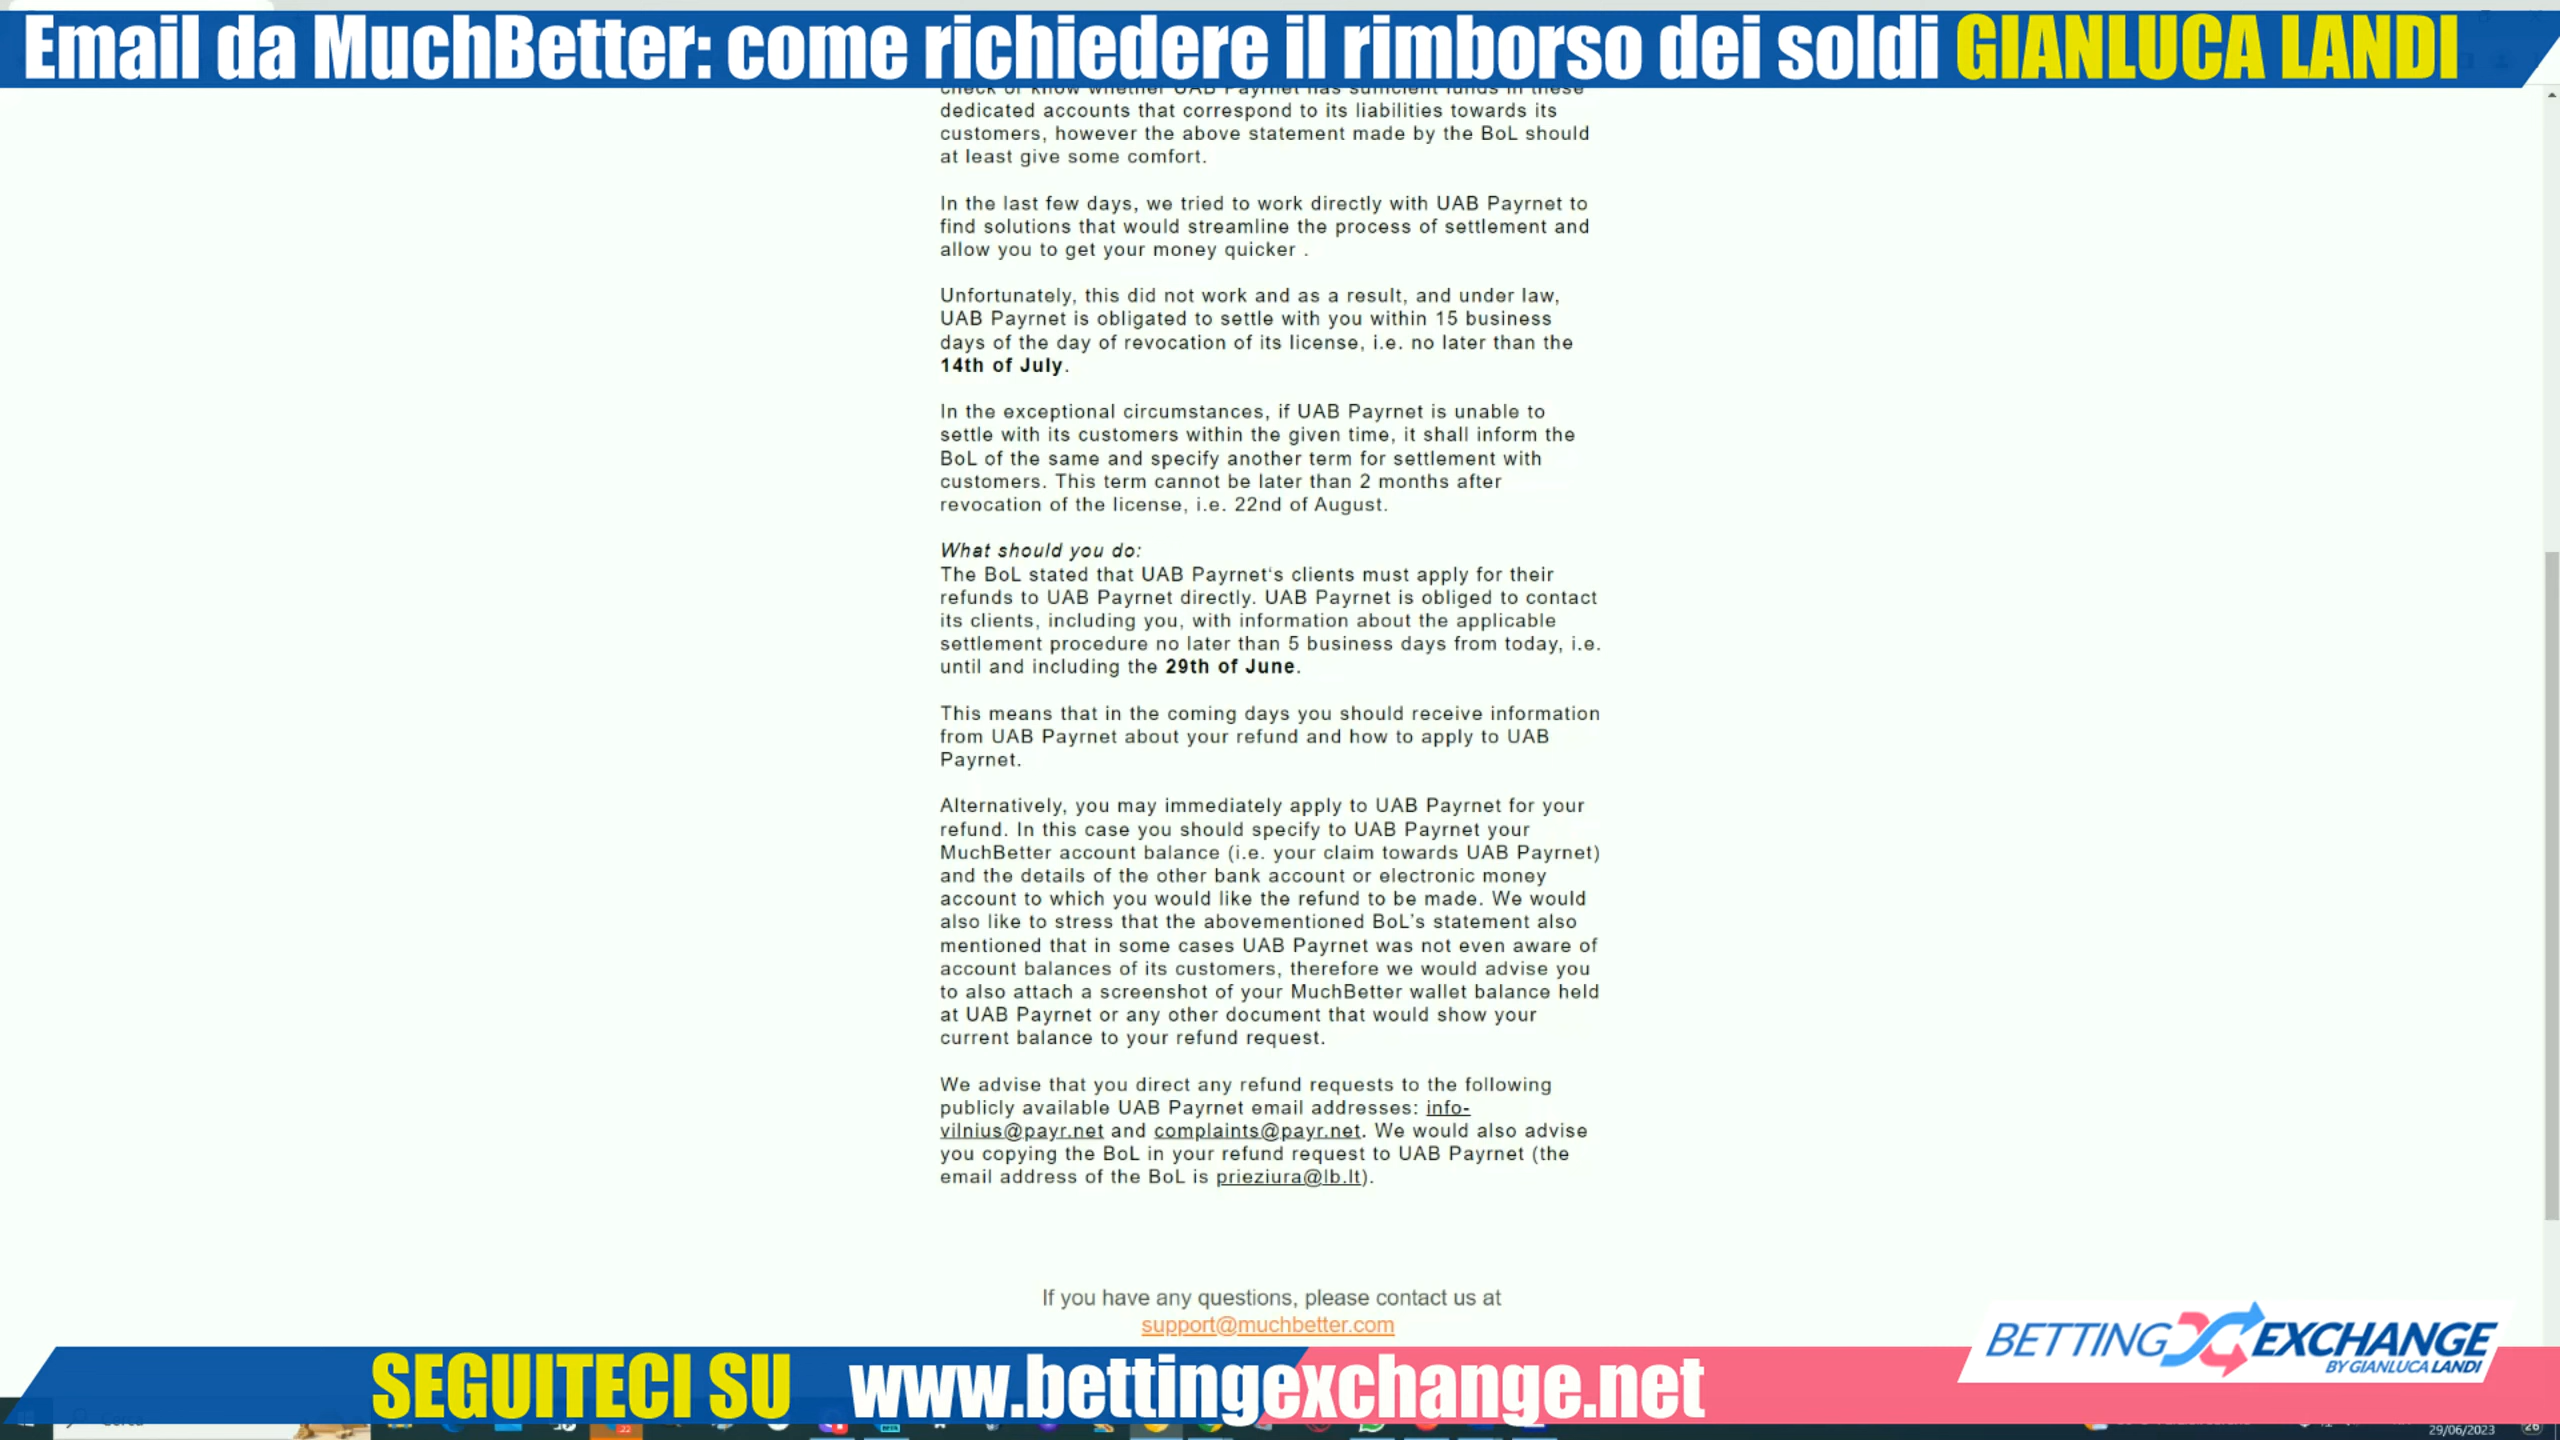 Email da MuchBetter: come richiedere il rimborso dei soldi GIANLUCA LANDI
check or know whether UAB Payrnet has sufficient funds in these
dedicated accounts that correspond to its liabilities towards its
customers, however the above statement made by the BoL should
at least give some comfort.
In the last few days, we tried to work directly with UAB Payrnet to
find solutions that would streamline the process of settlement and
allow you to get your money quicker .
Unfortunately, this did not work and as a result, and under law,
UAB Payrnet is obligated to settle with you within 15 business
days of the day of revocation of its license, i.e. no later than the
14th of July.
In the exceptional circumstances, if UAB Payrnet is unable to
settle with its customers within the given time, it shall inform the
BoL of the same and specify another term for settlement with
customers. This term cannot be later than 2 months after
revocation of the license, i.e. 22nd of August.
What should you do:
The BoL stated that UAB Payrnet‘s clients must apply for their
refunds to UAB Payrnet directly. UAB Payrnet is obliged to contact
its clients, including you, with information about the applicable
settlement procedure no later than 5 business days from today, i.e.
until and including the 29th of June.
This means that in the coming days you should receive information
from UAB Payrnet about your refund and how to apply to UAB
Payrnet.
Alternatively, you may immediately apply to UAB Payrnet for your
refund. In this case you should specify to UAB Payrnet your
MuchBetter account balance (i.e. your claim towards UAB Payrnet)
and the details of the other bank account or electronic money
account to which you would like the refund to be made. We would
also like to stress that the abovementioned BoL’s statement also
mentioned that in some cases UAB Payrnet was not even aware of
account balances of its customers, therefore we would advise you
to also attach a screenshot of your MuchBetter wallet balance held
at UAB Payrnet or any other document that would show your
current balance to your refund request.
We advise that you direct any refund requests to the following
publicly available UAB Payrnet email addresses: info-
vilnius@payr.net and complaints@payr.net. We would also advise
you copying the BoL in your refund request to UAB Payrnet (the
email address of the BoL is prieziura@lb.lt).
If you have any questions, please contact us at
support@muchbetter.com
BETTING EXCHANGE
BY GIANLUCA LANDI
SEGUITECI SU www.bettingexchange.net
29/06/2023